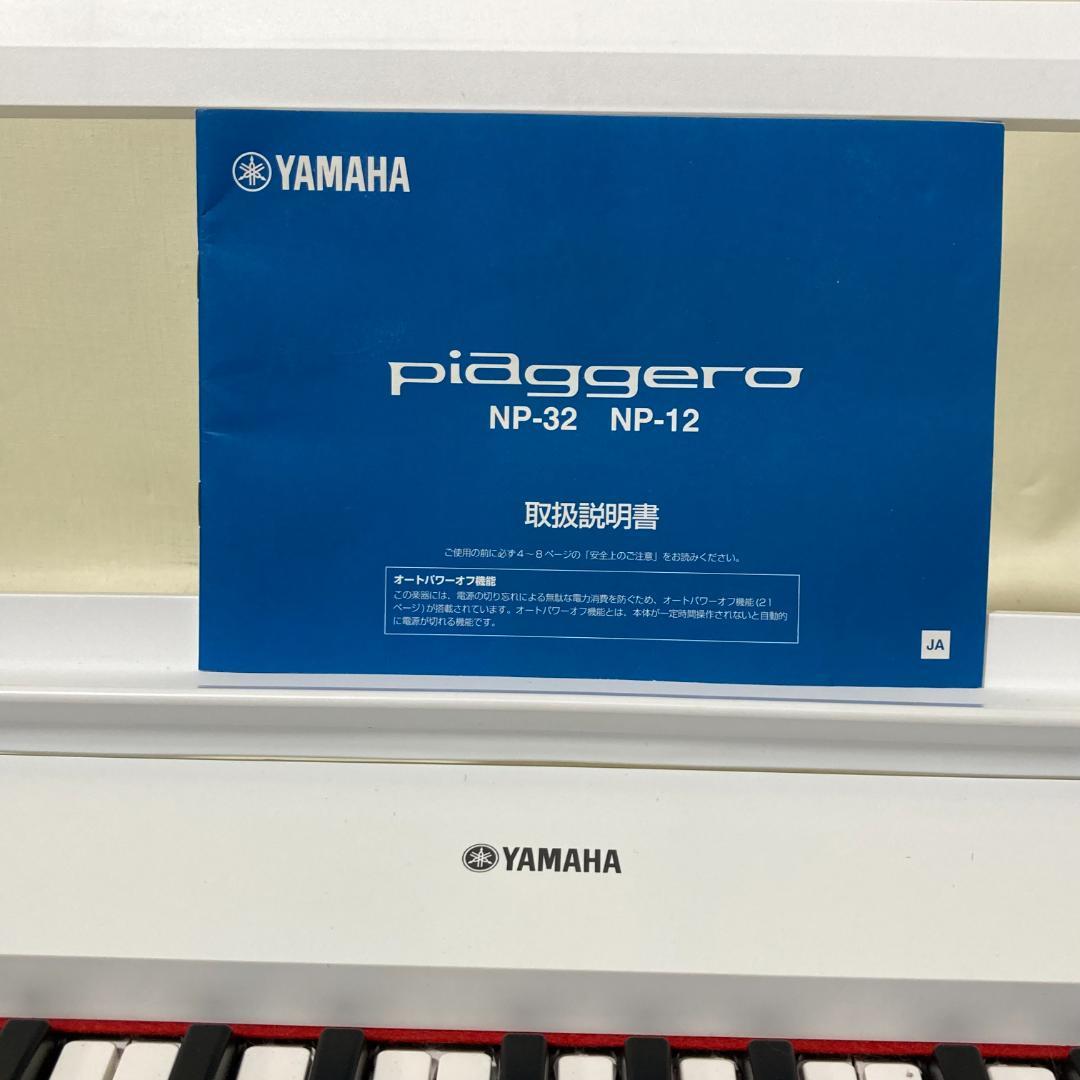 YAMAHA
piaggero
NP-32 NP-12
取扱説明書
ご使用の前に必ず4～8ページの「安全上のご注意」をお読みください。
オートパワーオフ機能
この楽器には、電源の切り忘れによる無駄な電力消費を防ぐため、オートパワーオフ機能(21
ページ)が搭載されています。オートパワーオフ機能とは、本体が一定時間操作されないと自動的
に電源が切れる機能です。
JA
YAMAHA